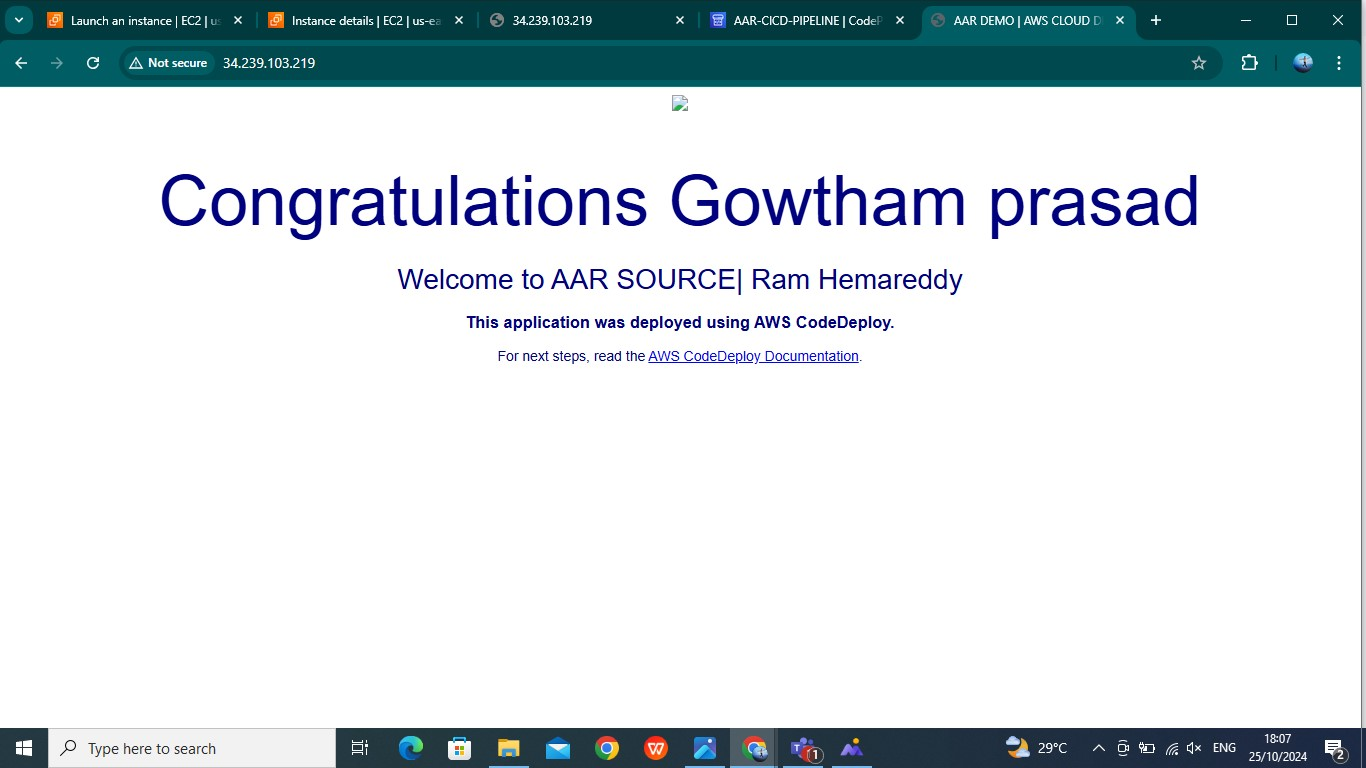 Launch an instance | EC2 | us
Instance details | EC2 | us-ea
34.239.103.219
AAR-CICD-PIPELINE | CodeP
AAR DEMO | AWS CLOUD D
Not secure
34.239.103.219
Congratulations Gowtham prasad
Welcome to AAR SOURCE| Ram Hemareddy
This application was deployed using AWS CodeDeploy.
For next steps, read the AWS CodeDeploy Documentation.
Type here to search
1
29°C
ENG
18:07
25/10/2024
2